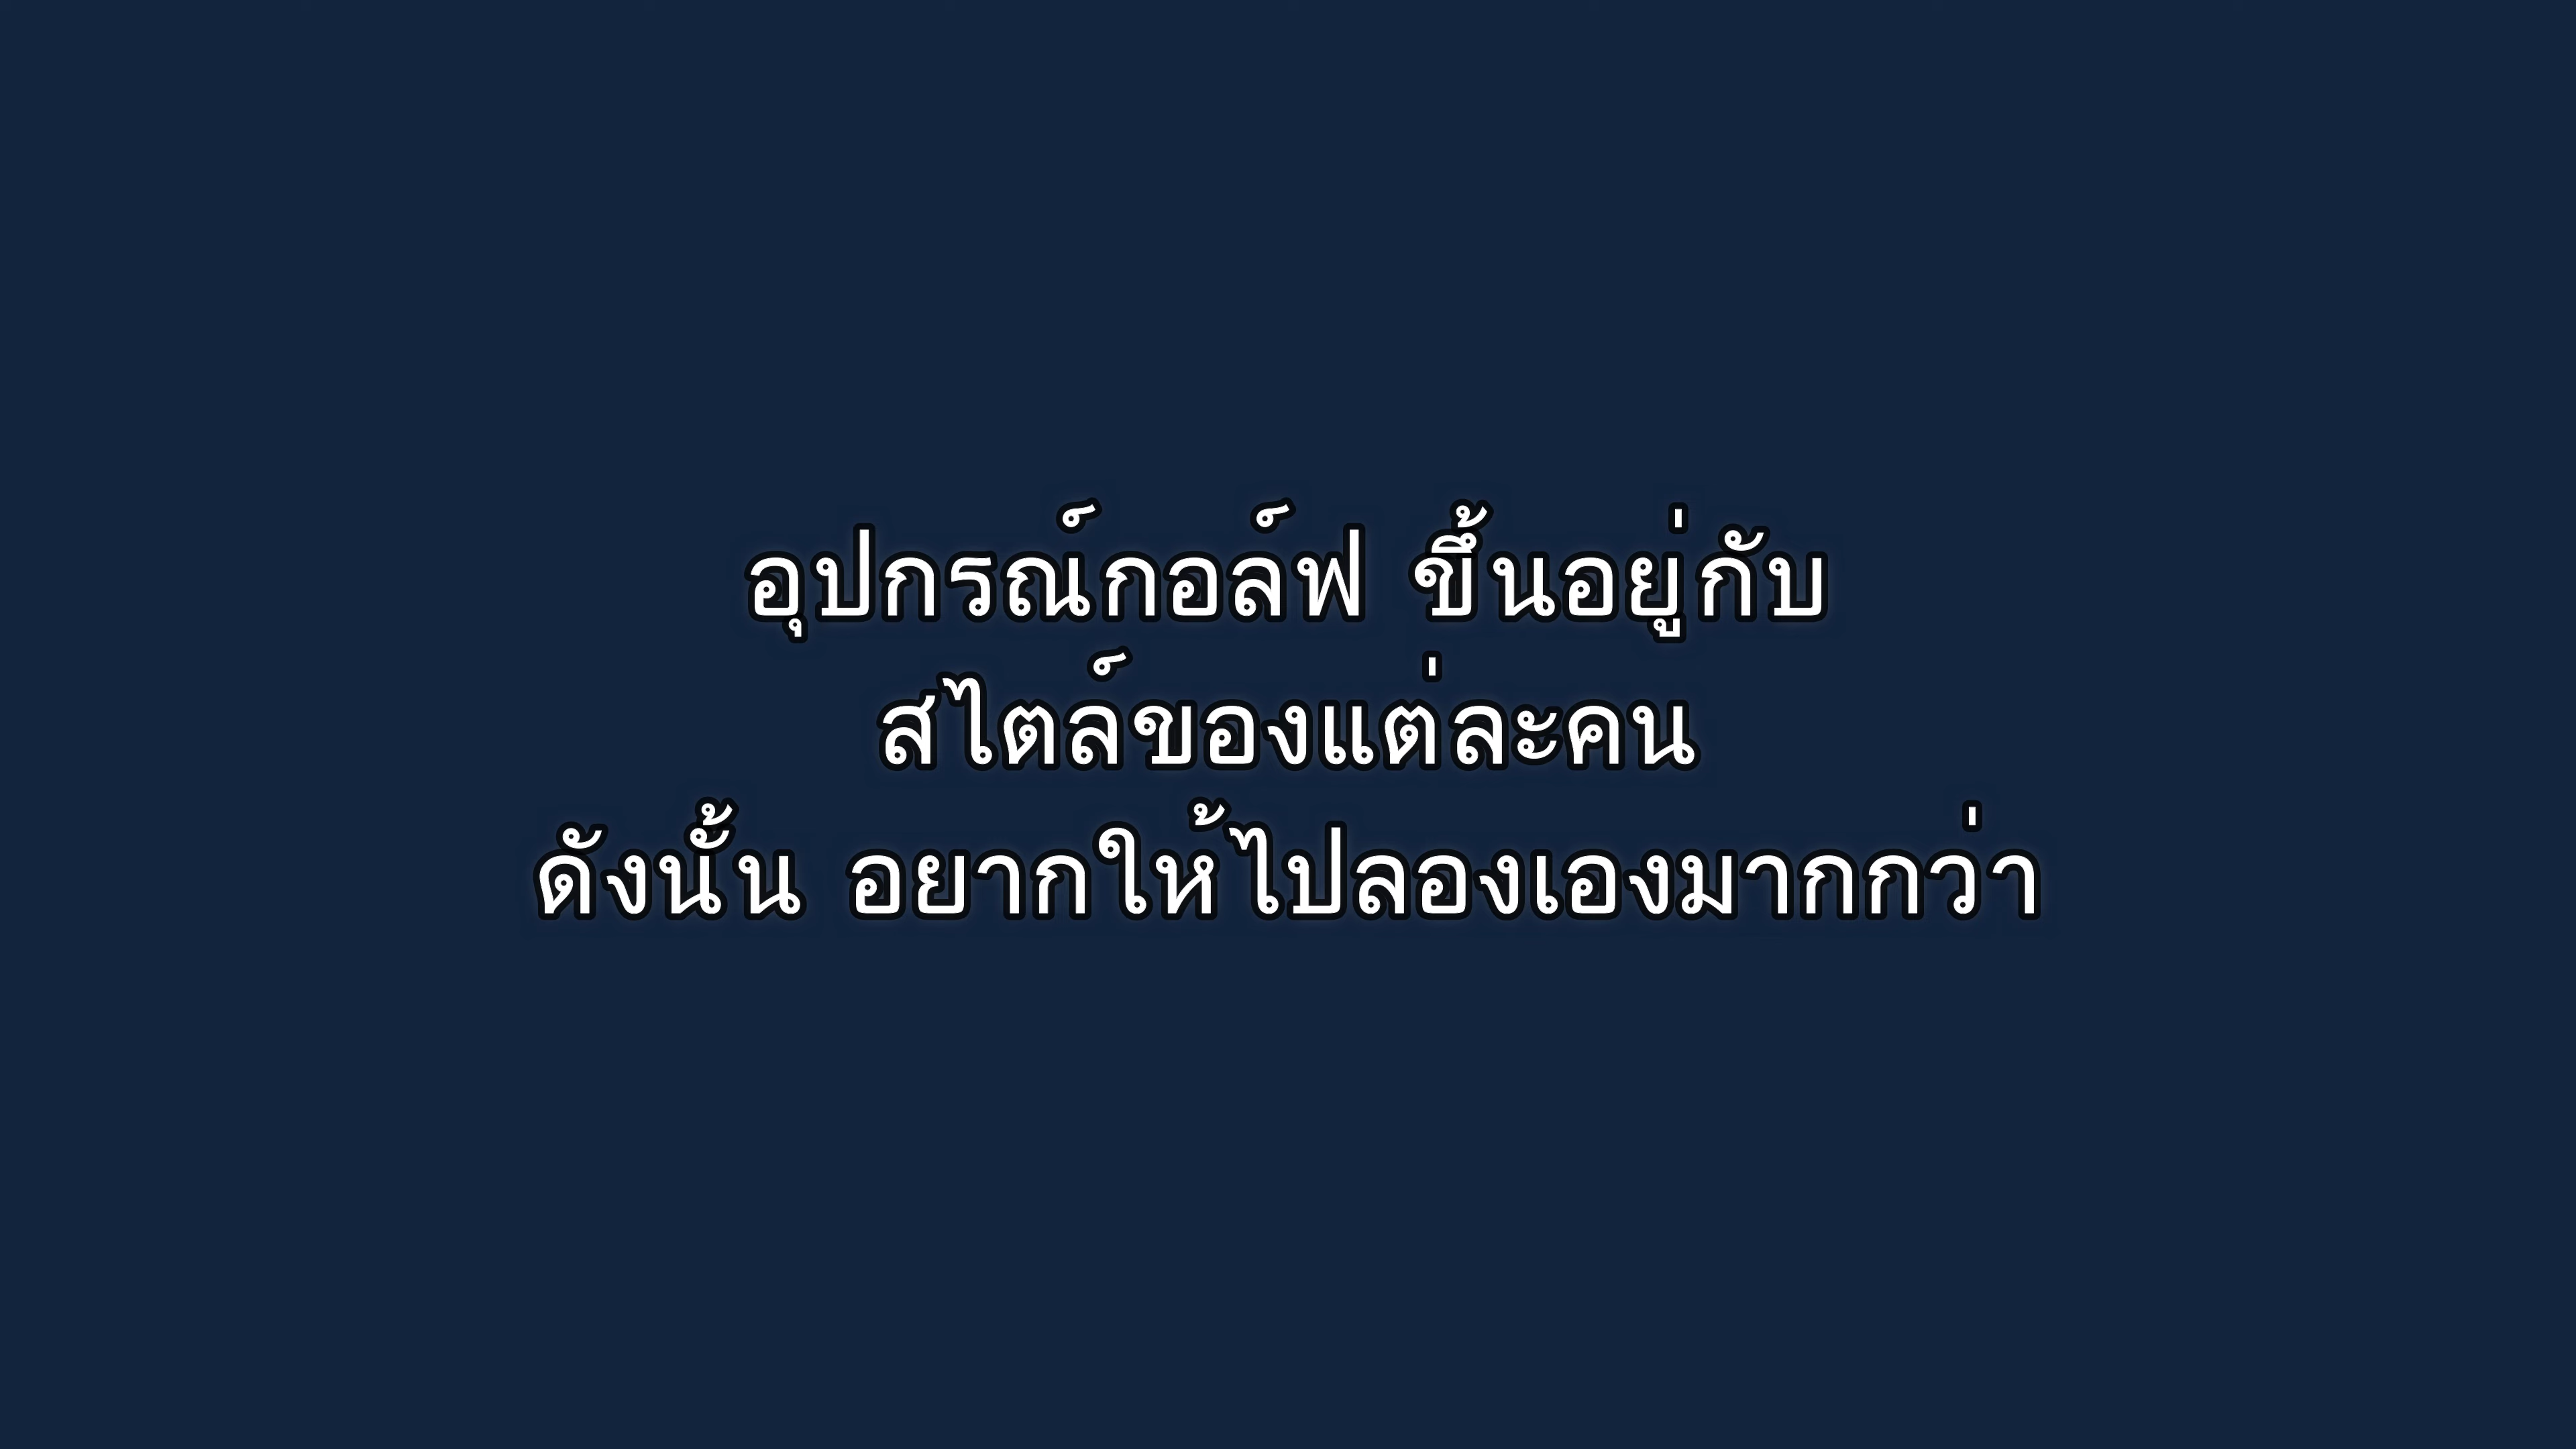 อุปกรณ์กอล์ฟ ขึ้นอยู่กับ
สไตล์ของแต่ละคน
ดังนั้น อยากให้ไปลองเองมากกว่า